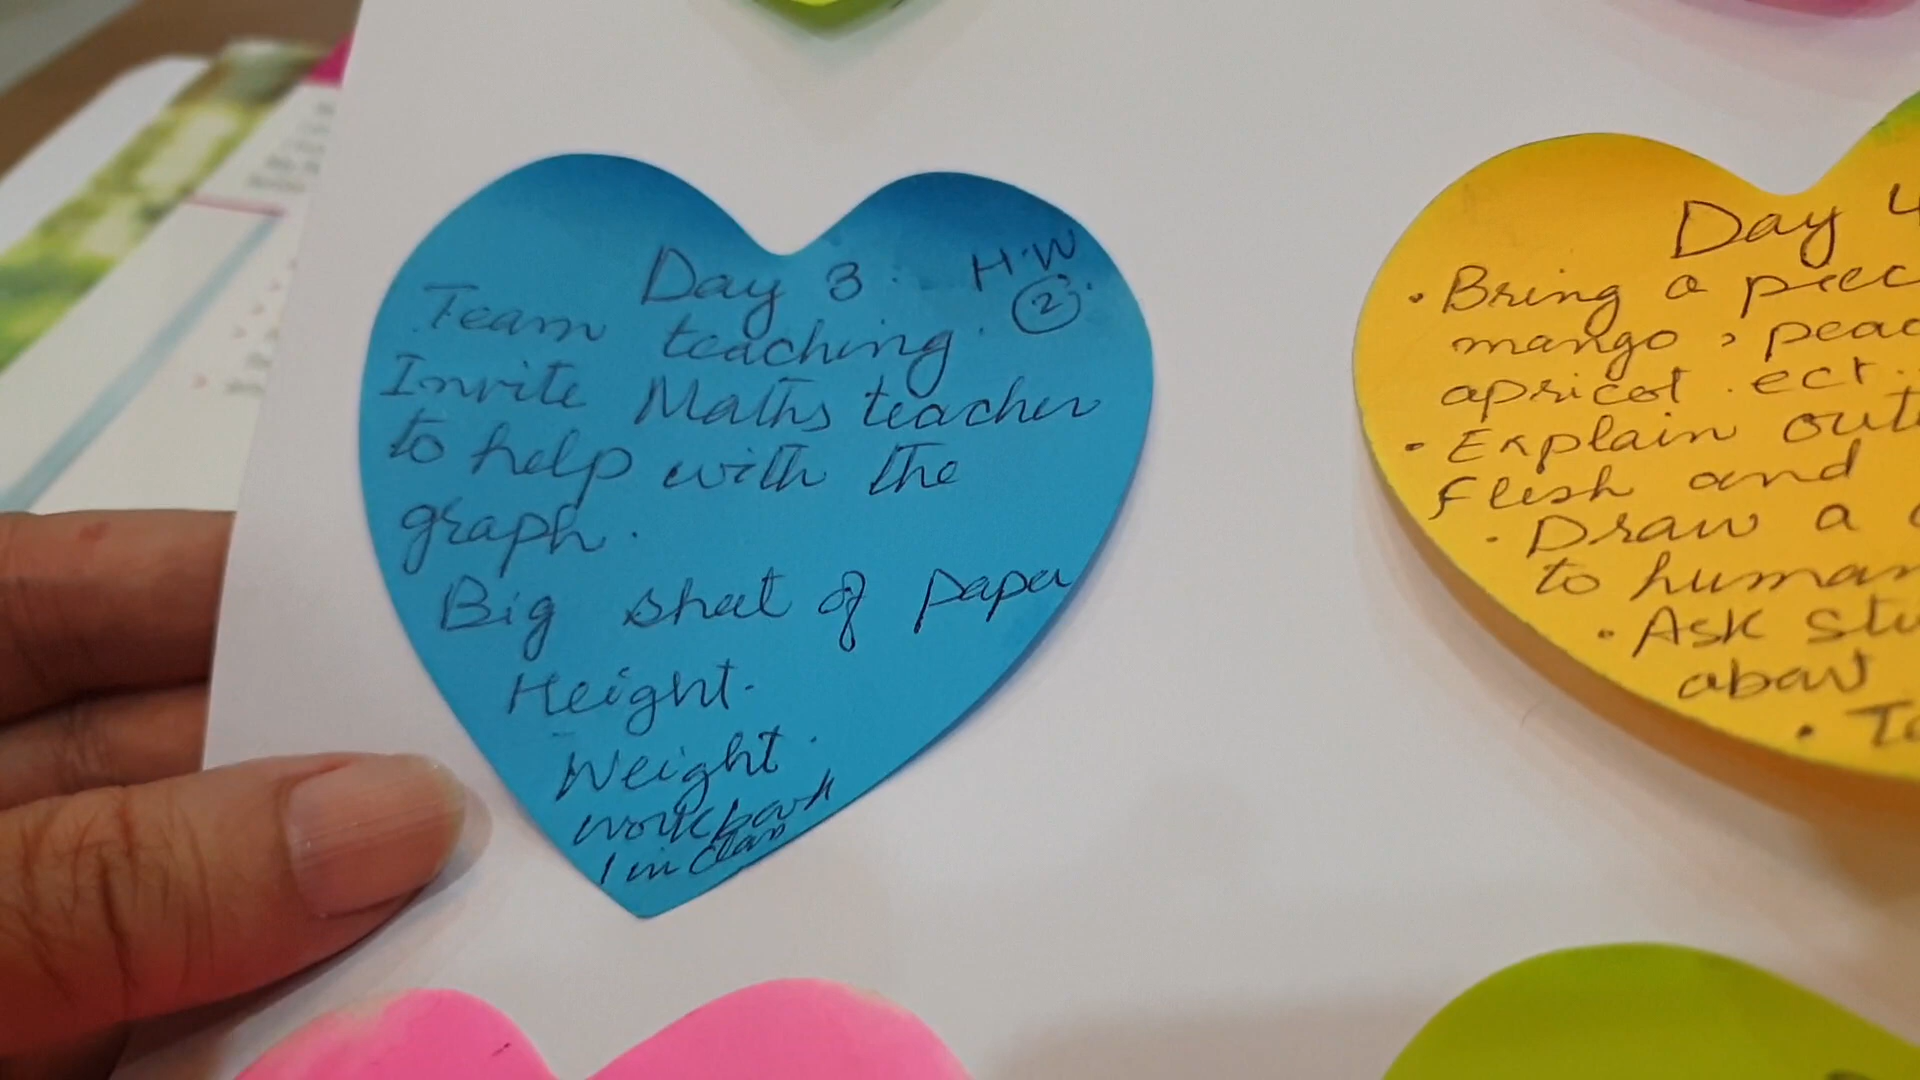 Day 3. H.W
Team teaching. 2.
Invite Maths teacher
to help with the
graph.
Big sheet of paper
Height.
Weight.
workbook
1 in class
Day 4
• Bring a piec
mango, peac
apricot. ect.
• Explain out
flesh and
• Draw a
to human
• Ask stu
about
• To